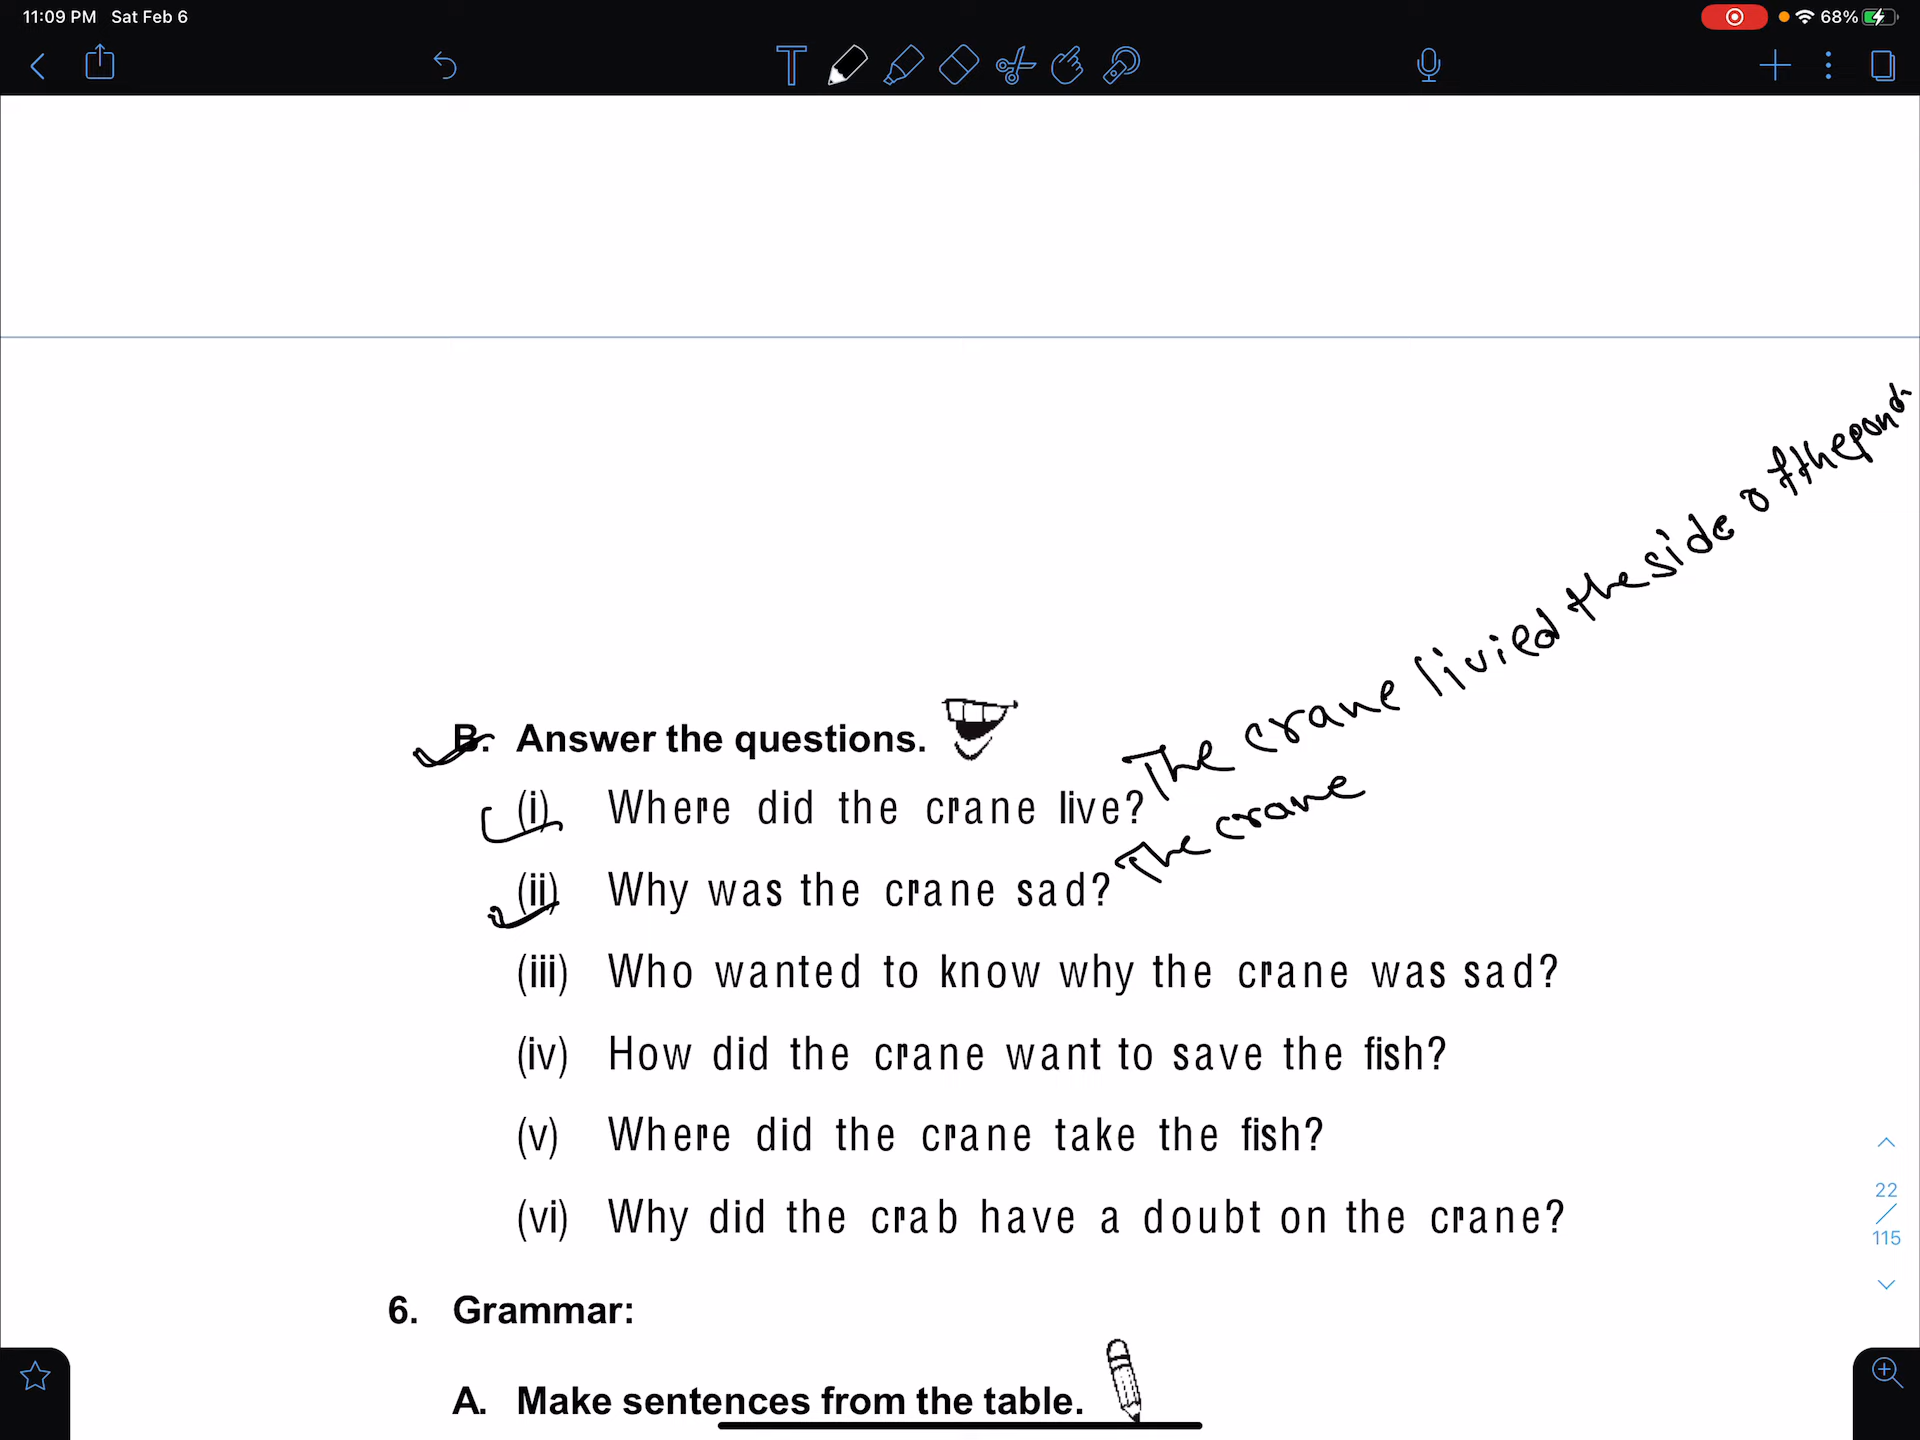 11:09 PM Sat Feb 6
68%
The crane livied the side of the pond.
B. Answer the questions.
(i) Where did the crane live?
The crane
(ii) Why was the crane sad?
(iii) Who wanted to know why the crane was sad?
(iv) How did the crane want to save the fish?
(v) Where did the crane take the fish?
(vi) Why did the crab have a doubt on the crane?
22
/
115
6. Grammar:
A. Make sentences from the table.